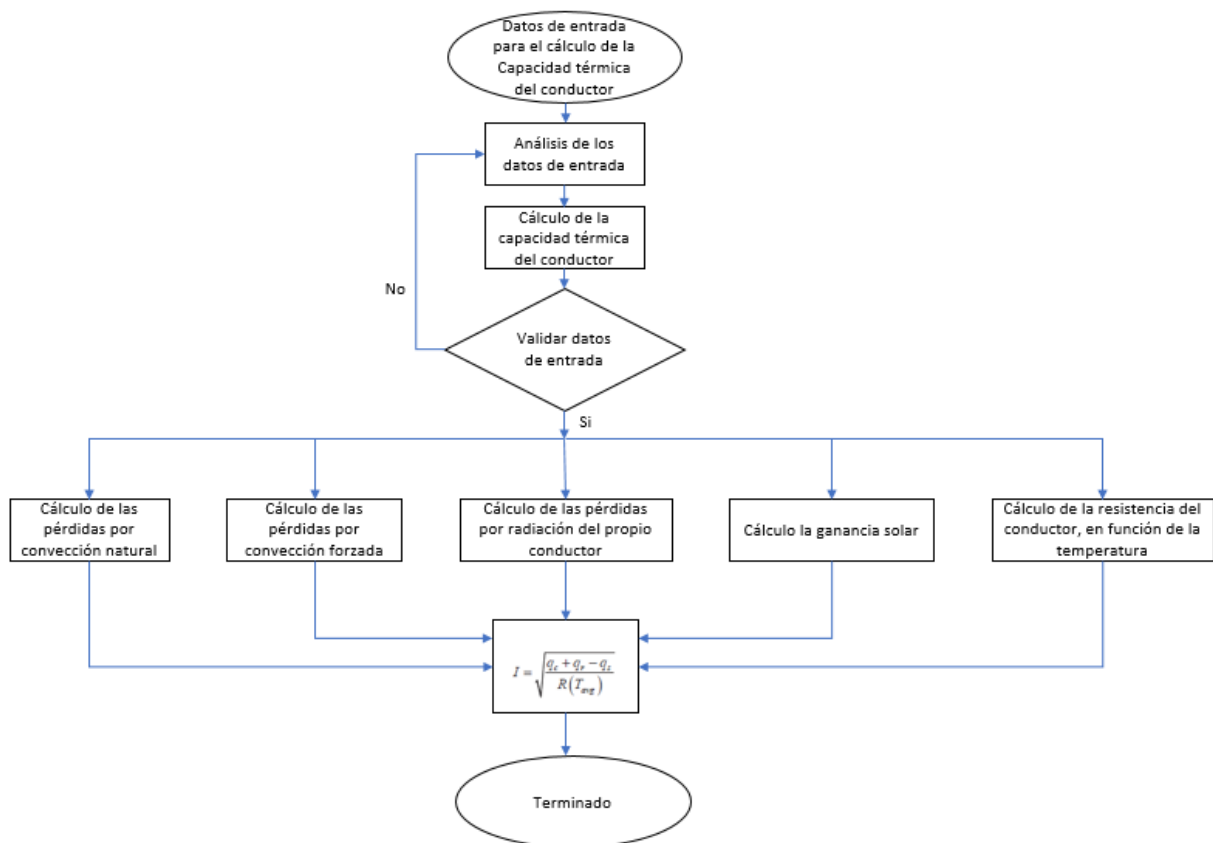 Datos de entrada
para el cálculo de la
Capacidad térmica
del conductor
Análisis de los
datos de entrada
Cálculo de la
capacidad térmica
del conductor
No
Validar datos
de entrada
Si
Cálculo de las
pérdidas por
convección natural
Cálculo de las
pérdidas por
convección forzada
Cálculo de las pérdidas
por radiación del propio
conductor
Cálculo la ganancia solar
Cálculo de la resistencia del
conductor, en función de la
temperatura
I = √((q_c + q_r − q_s) / R(T_avg))
Terminado